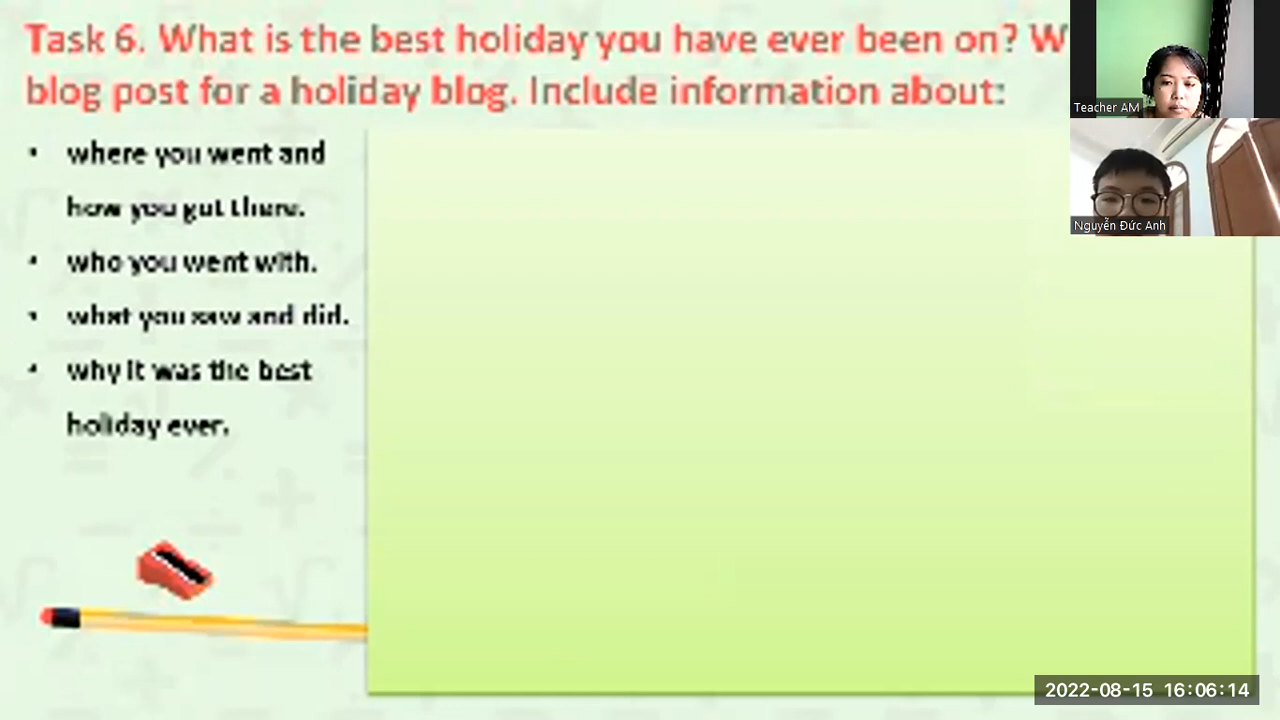 Task 6. What is the best holiday you have ever been on? W
blog post for a holiday blog. Include information about:
• where you went and
how you got there.
• who you went with.
• what you saw and did.
• why it was the best
holiday ever.
Teacher AM
Nguyễn Đức Anh
2022-08-15 16:06:14